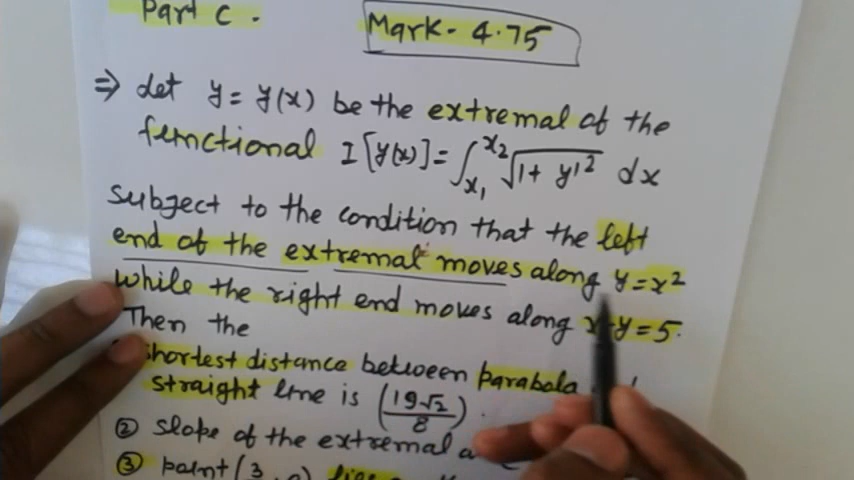 Part C.
Mark - 4.75
⇒ Let y = y(x) be the extremal of the
functional I[y(x)] = ∫_{x₁}^{x₂} √(1 + y'²) dx
Subject to the condition that the left
end of the extremal moves along y = x²
while the right end moves along x-y = 5.
Then the
shortest distance between parabola
straight line is (19√2/8).
② slope of the extremal
③ point (3